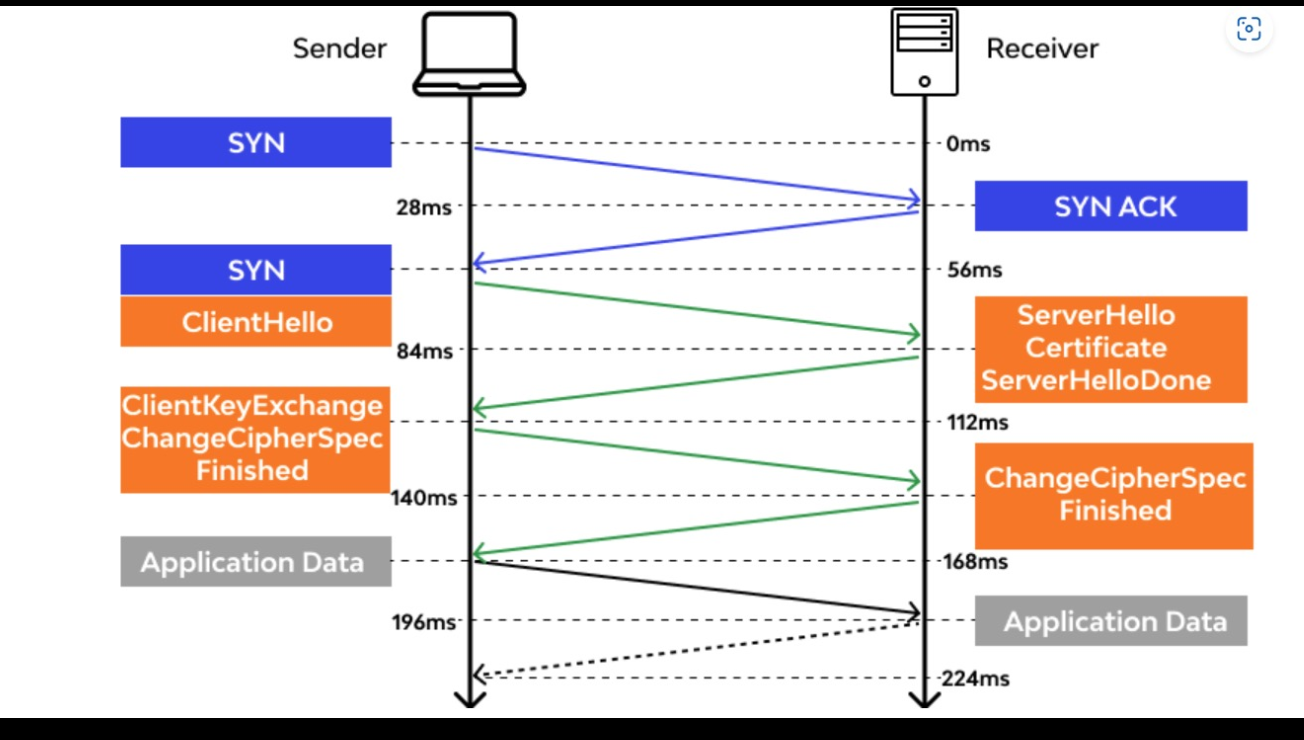 Sender
Receiver
SYN
0ms
28ms
SYN ACK
SYN
56ms
ClientHello
ServerHello
Certificate
ServerHelloDone
84ms
ClientKeyExchange
ChangeCipherSpec
Finished
112ms
ChangeCipherSpec
Finished
140ms
Application Data
168ms
196ms
Application Data
224ms